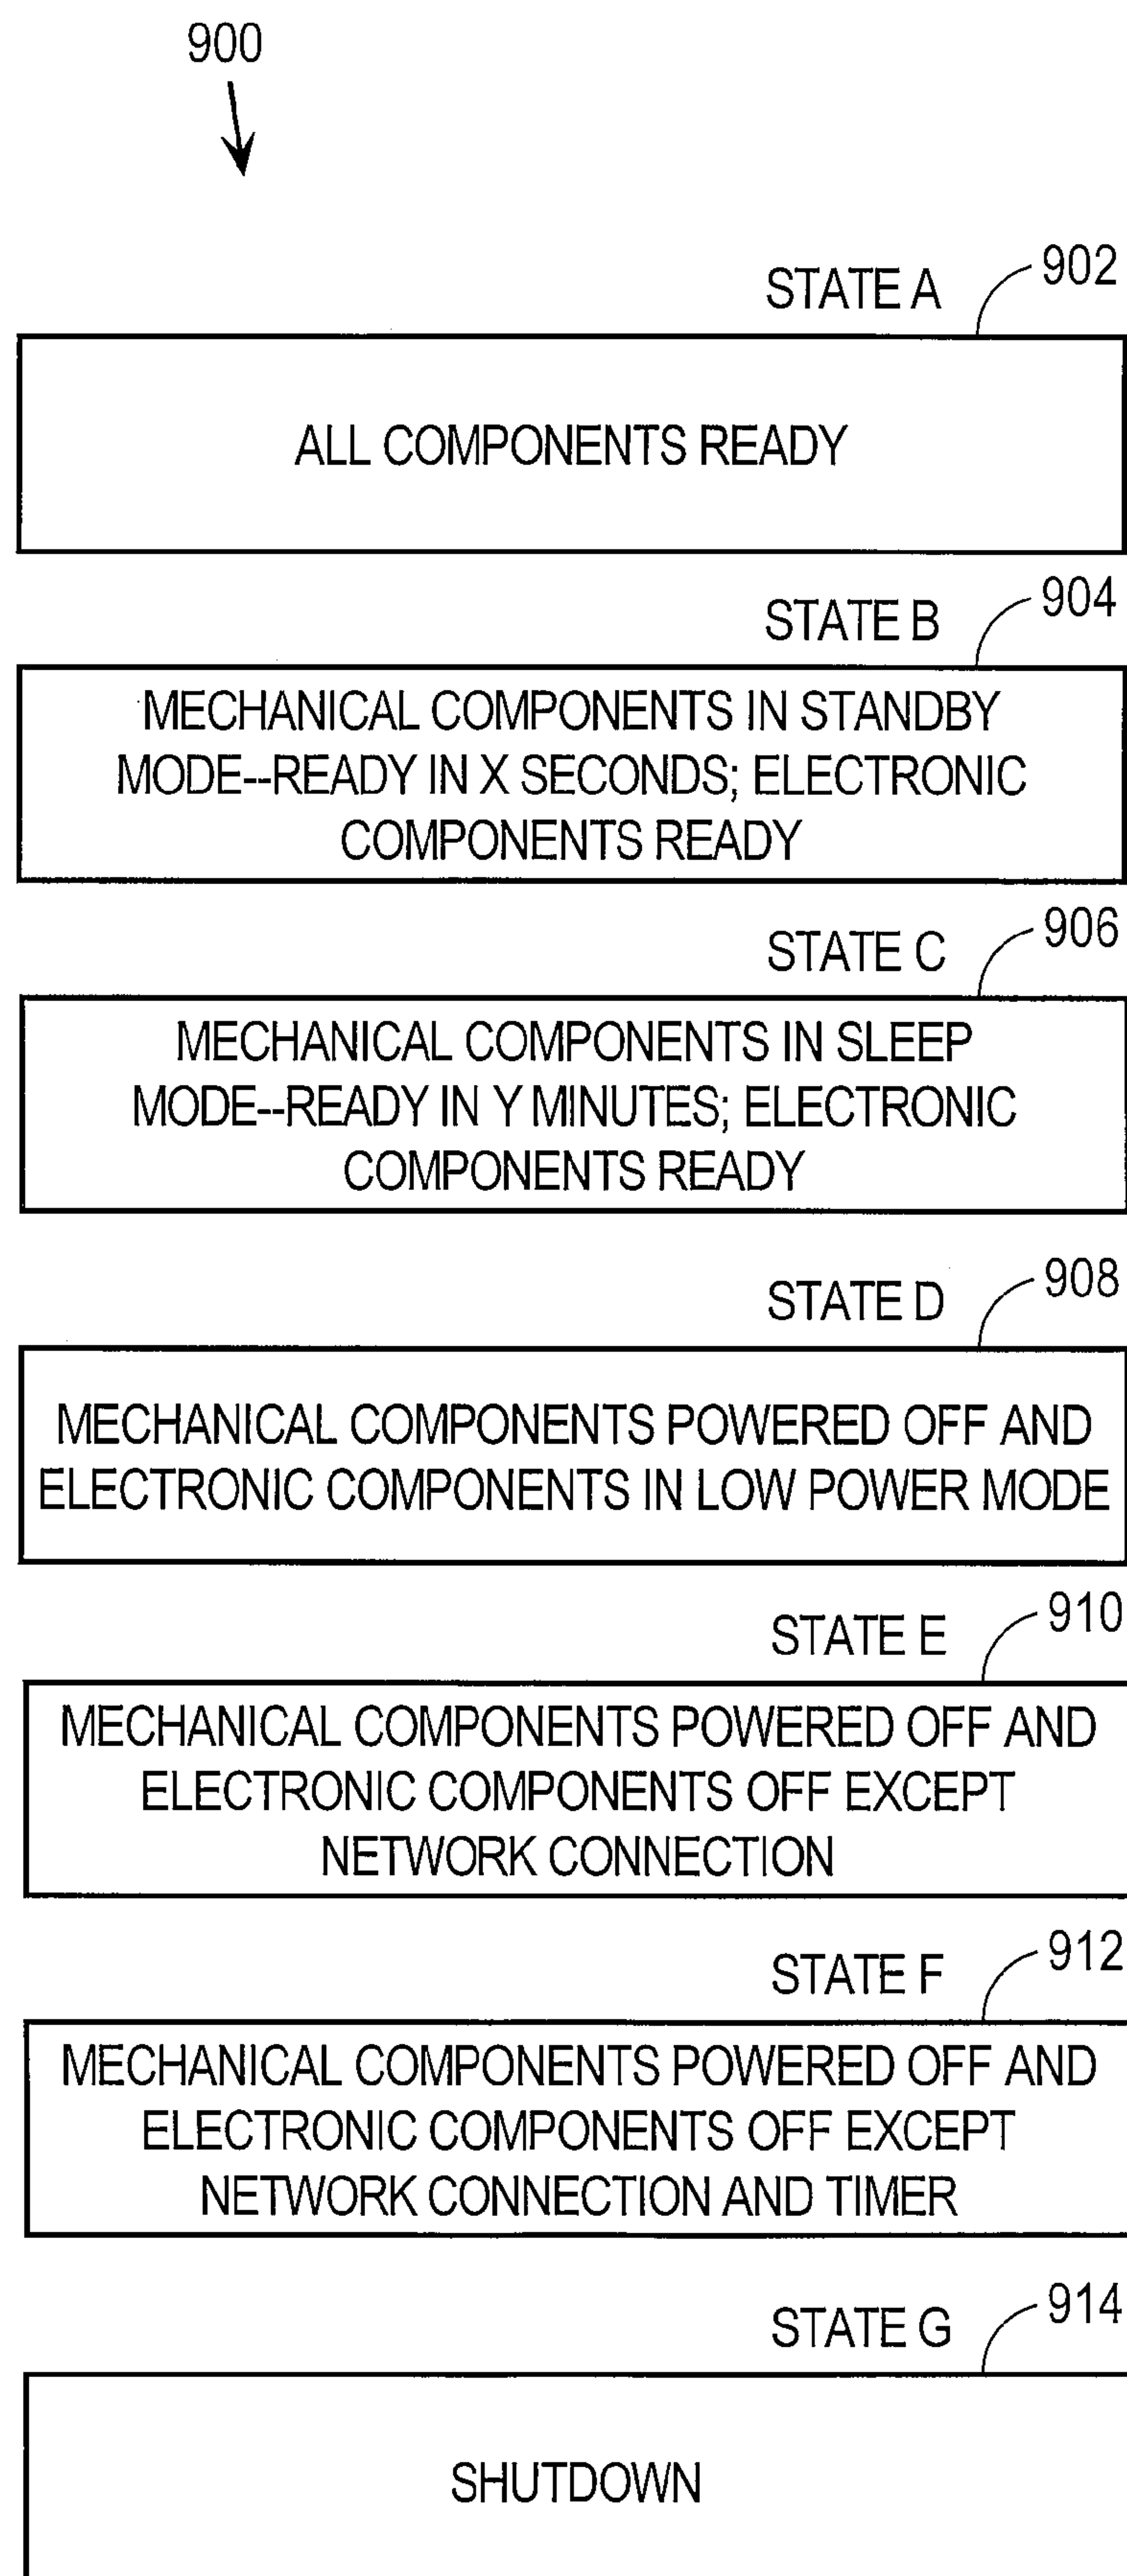 900
STATE A
902
ALL COMPONENTS READY
STATE B
904
MECHANICAL COMPONENTS IN STANDBY
MODE--READY IN X SECONDS; ELECTRONIC
COMPONENTS READY
STATE C
906
MECHANICAL COMPONENTS IN SLEEP
MODE--READY IN Y MINUTES; ELECTRONIC
COMPONENTS READY
STATE D
908
MECHANICAL COMPONENTS POWERED OFF AND
ELECTRONIC COMPONENTS IN LOW POWER MODE
STATE E
910
MECHANICAL COMPONENTS POWERED OFF AND
ELECTRONIC COMPONENTS OFF EXCEPT
NETWORK CONNECTION
STATE F
912
MECHANICAL COMPONENTS POWERED OFF AND
ELECTRONIC COMPONENTS OFF EXCEPT
NETWORK CONNECTION AND TIMER
STATE G
914
SHUTDOWN